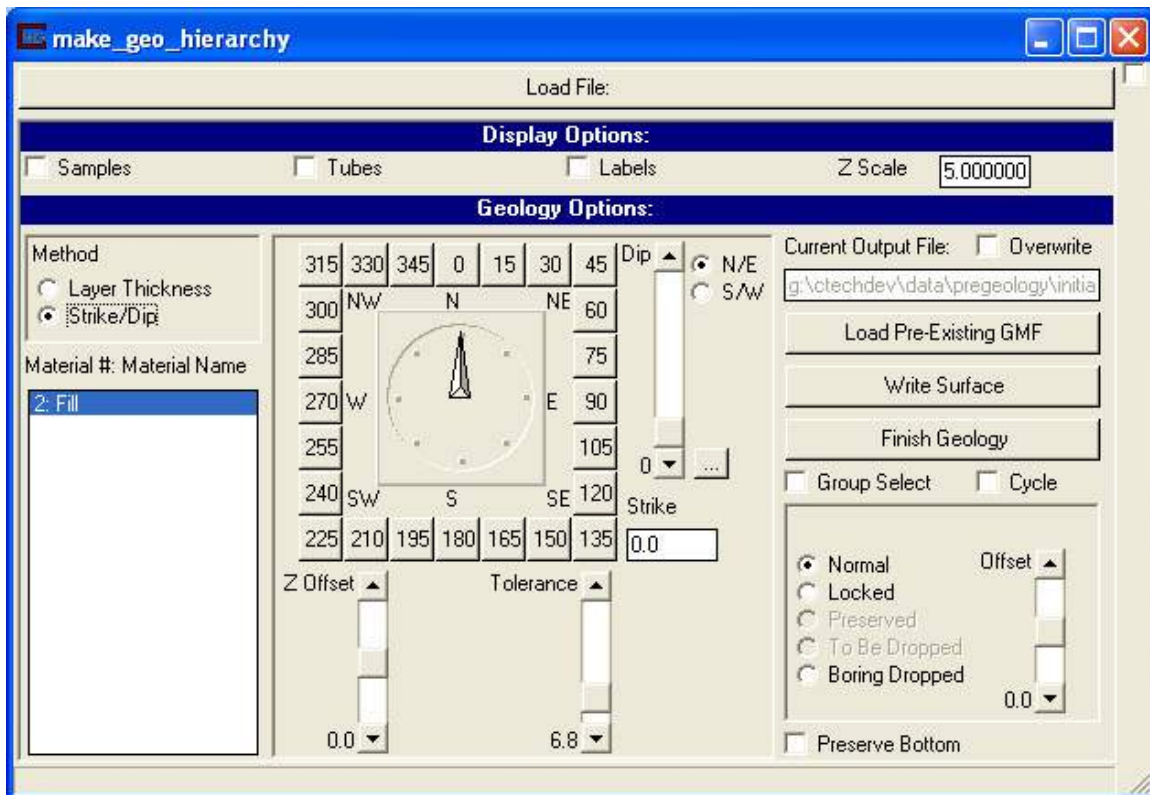 make_geo_hierarchy
Load File:
Display Options:
Samples Tubes Labels Z Scale 5.000000
Geology Options:
Method
Layer Thickness
Strike/Dip
Material #: Material Name
2: Fill
315 330 345 0 15 30 45
300 NW N NE 60
285 75
270 W E 90
255 105
240 SW S SE 120
225 210 195 180 165 150 135
Dip
N/E
S/W
0 ...
Strike
0.0
Z Offset
0.0
Tolerance
6.8
Current Output File: Overwrite
g:\ctechdev\data\pregeology\initia
Load Pre-Existing GMF
Write Surface
Finish Geology
Group Select Cycle
Normal
Locked
Preserved
To Be Dropped
Boring Dropped
Offset
0.0
Preserve Bottom